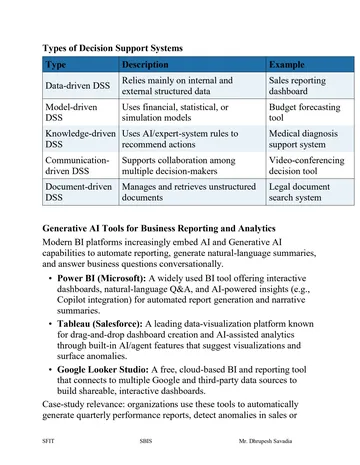 Types of Decision Support Systems
Type Description Example
Data-driven DSS
Relies mainly on internal and
external structured data
Sales reporting
dashboard
Model-driven
DSS
Uses financial, statistical, or
simulation models
Budget forecasting
tool
Knowledge-driven
DSS
Uses AI/expert-system rules to
recommend actions
Medical diagnosis
support system
Communication-
driven DSS
Supports collaboration among
multiple decision-makers
Video-conferencing
decision tool
Document-driven
DSS
Manages and retrieves unstructured
documents
Legal document
search system
Generative AI Tools for Business Reporting and Analytics
Modern BI platforms increasingly embed AI and Generative AI
capabilities to automate reporting, generate natural-language summaries,
and answer business questions conversationally.
• Power BI (Microsoft): A widely used BI tool offering interactive
dashboards, natural-language Q&A, and AI-powered insights (e.g.,
Copilot integration) for automated report generation and narrative
summaries.
• Tableau (Salesforce): A leading data-visualization platform known
for drag-and-drop dashboard creation and AI-assisted analytics
through built-in AI/agent features that suggest visualizations and
surface anomalies.
• Google Looker Studio: A free, cloud-based BI and reporting tool
that connects to multiple Google and third-party data sources to
build shareable, interactive dashboards.
Case-study relevance: organizations use these tools to automatically
generate quarterly performance reports, detect anomalies in sales or
SFIT SBIS Mr. Dhrupesh Savadia